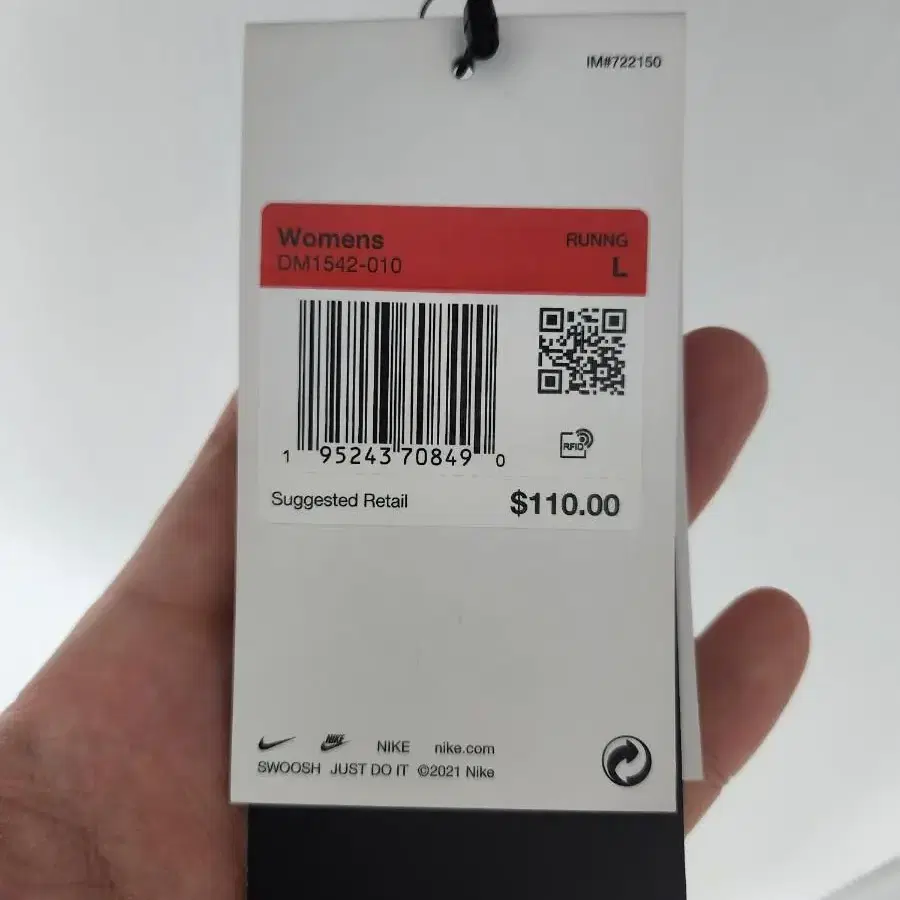 IM#722150
Womens RUNNG
DM1542-010 L
RFID
1 95243 70849 0
Suggested Retail $110.00
NIKE NIKE nike.com
SWOOSH JUST DO IT ©2021 Nike